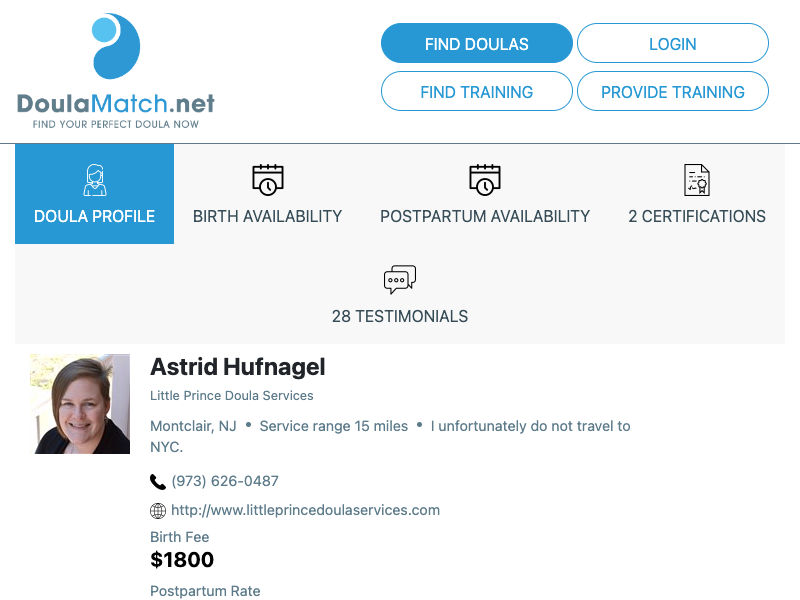 FIND DOULAS
LOGIN
FIND TRAINING
PROVIDE TRAINING
DoulaMatch.net
FIND YOUR PERFECT DOULA NOW
DOULA PROFILE
BIRTH AVAILABILITY
POSTPARTUM AVAILABILITY
2 CERTIFICATIONS
28 TESTIMONIALS
Astrid Hufnagel
Little Prince Doula Services
Montclair, NJ • Service range 15 miles • I unfortunately do not travel to
NYC.
(973) 626-0487
http://www.littleprincedoulaservices.com
Birth Fee
$1800
Postpartum Rate